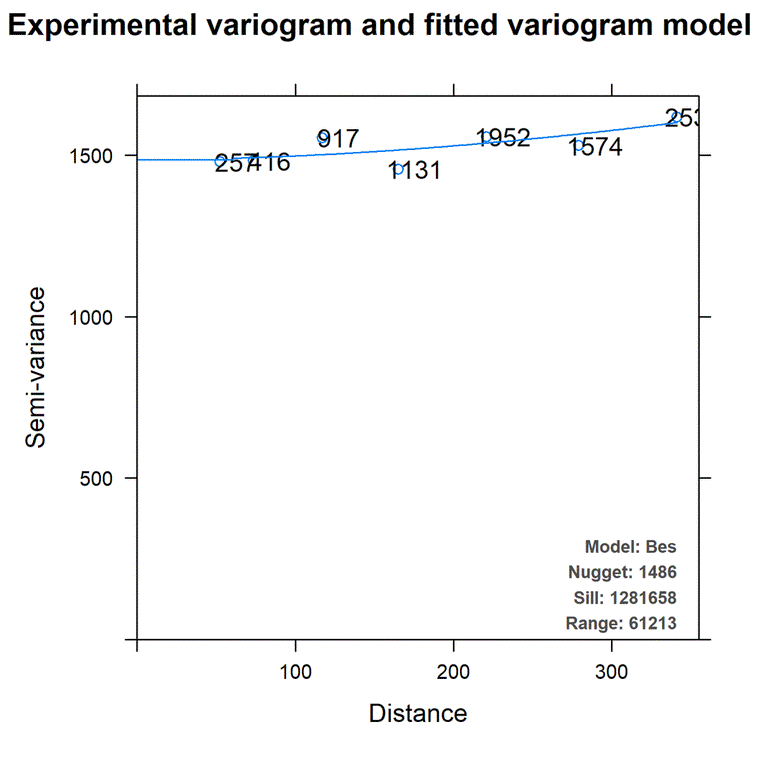 Experimental variogram and fitted variogram model
Semi-variance
1500
1000
500
257
416
917
1131
1952
1574
Model: Bes
Nugget: 1486
Sill: 1281658
Range: 61213
100
200
300
Distance